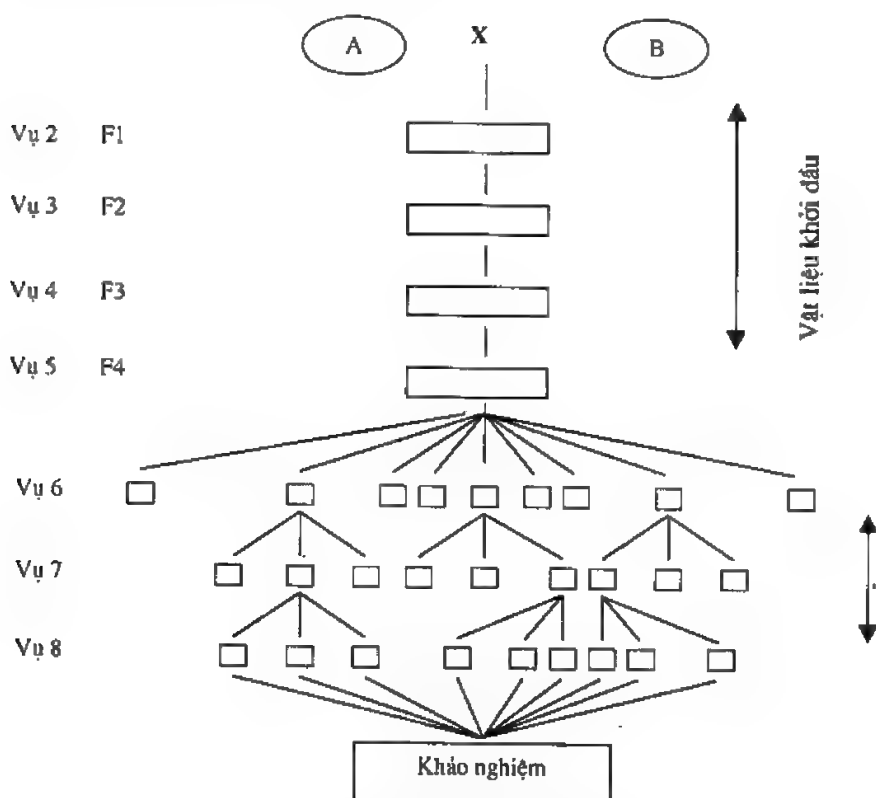 A X B
Vụ 2 F1
Vụ 3 F2
Vụ 4 F3
Vụ 5 F4
Vật liệu khởi đầu
Vụ 6
Vụ 7
Vụ 8
Khảo nghiệm